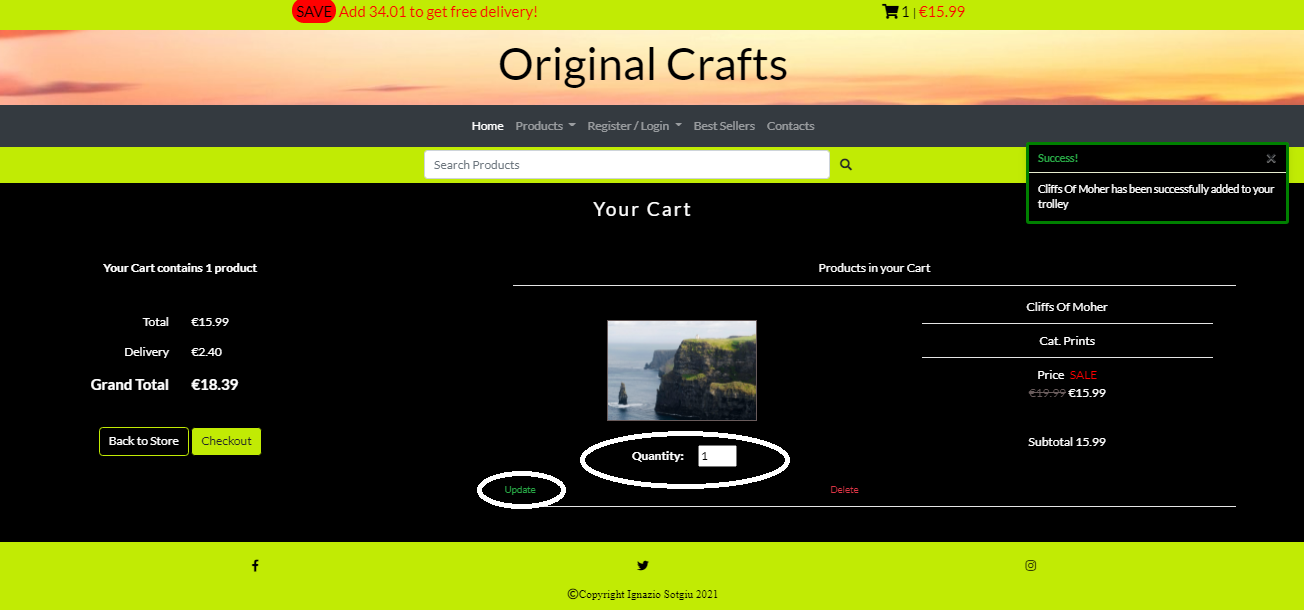 SAVE Add 34.01 to get free delivery!
1 | €15.99
Original Crafts
Home Products Register / Login Best Sellers Contacts
Search Products
Success! ×
Cliffs Of Moher has been successfully added to your
trolley
Your Cart
Your Cart contains 1 product
Total €15.99
Delivery €2.40
Grand Total €18.39
Back to Store Checkout
Products in your Cart
Cliffs Of Moher
Cat. Prints
Price SALE
€19.99 €15.99
Quantity: 1
Subtotal 15.99
Update Delete
©Copyright Ignazio Sotgiu 2021